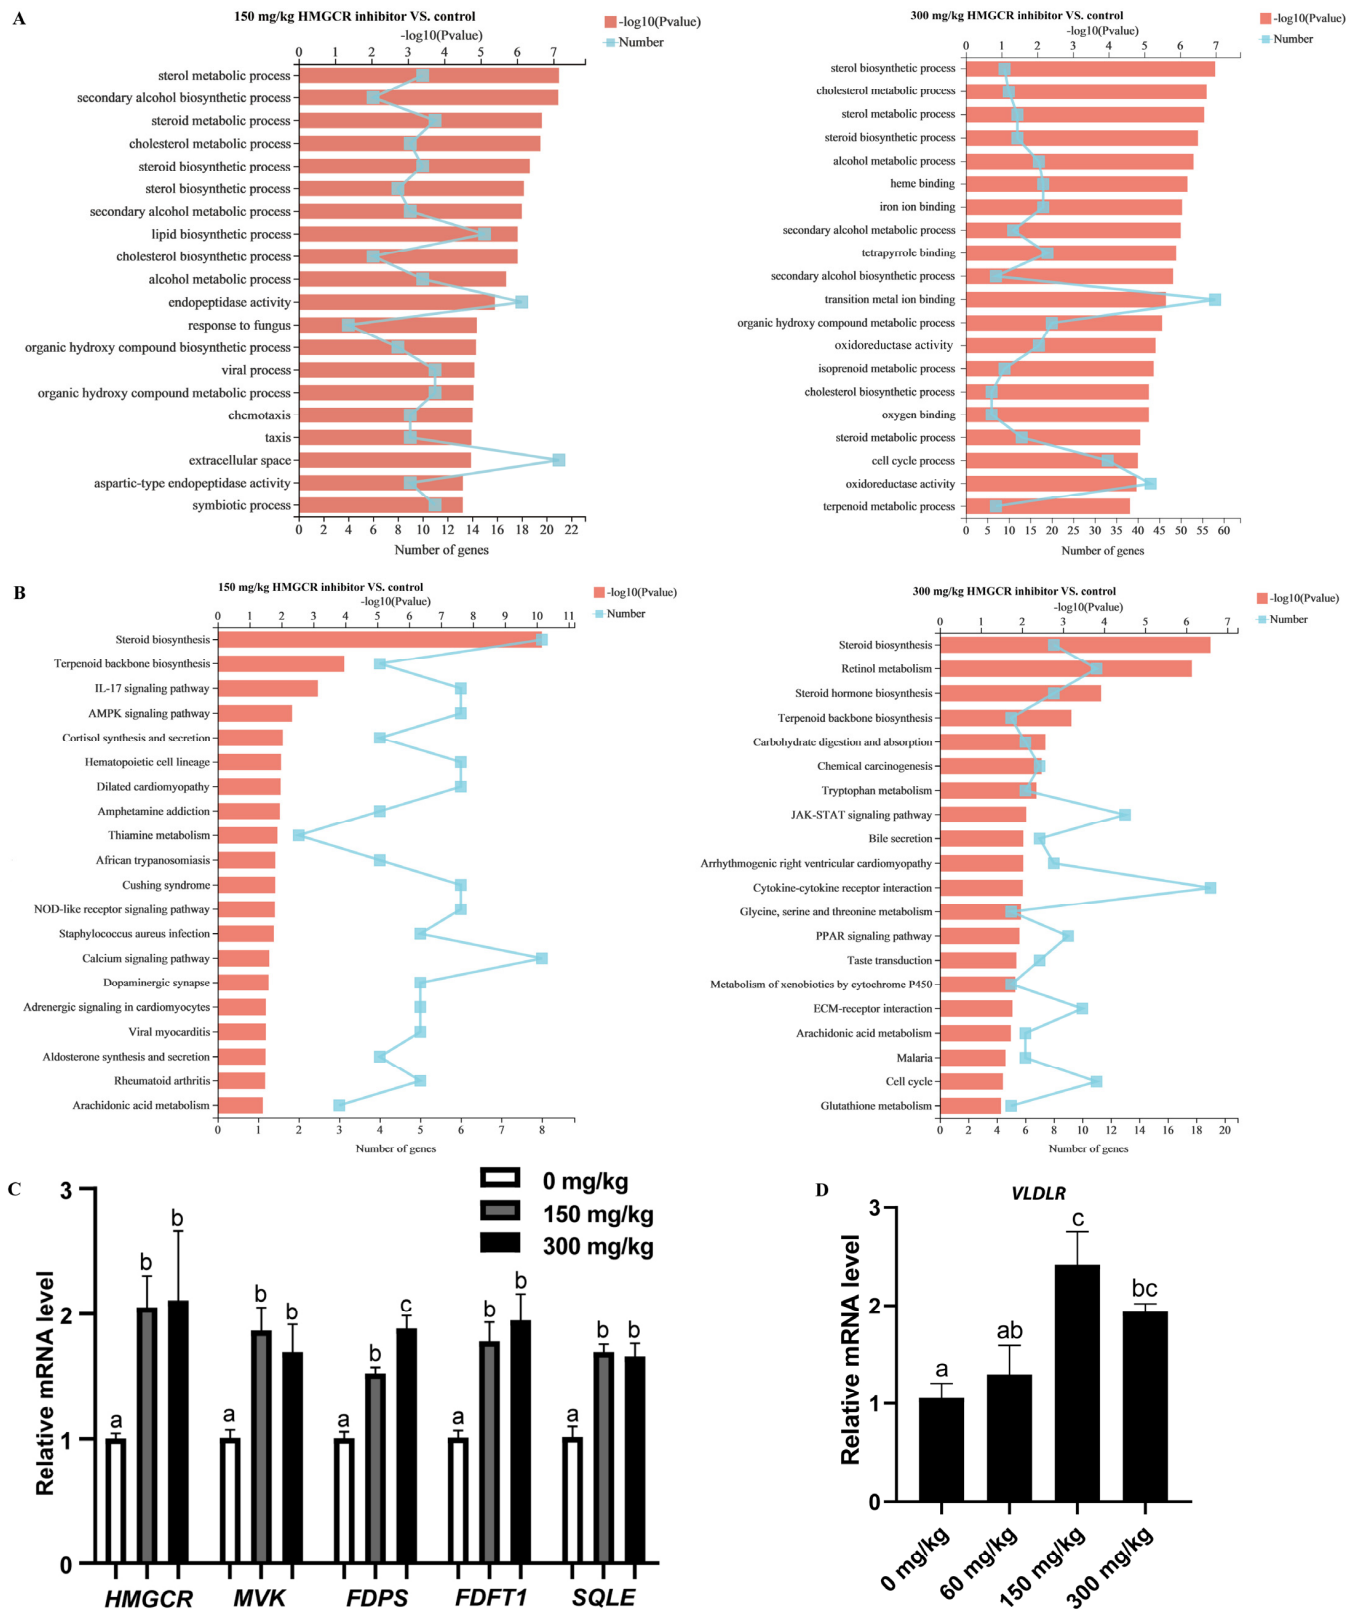 A
150 mg/kg HMGCR inhibitor VS. control
-log10(Pvalue)
-log10(Pvalue)
Number
0 1 2 3 4 5 6 7
sterol metabolic process
secondary alcohol biosynthetic process
steroid metabolic process
cholesterol metabolic process
steroid biosynthetic process
sterol biosynthetic process
secondary alcohol metabolic process
lipid biosynthetic process
cholesterol biosynthetic process
alcohol metabolic process
endopeptidase activity
response to fungus
organic hydroxy compound biosynthetic process
viral process
organic hydroxy compound metabolic process
chemotaxis
taxis
extracellular space
aspartic-type endopeptidase activity
symbiotic process
0 2 4 6 8 10 12 14 16 18 20 22
Number of genes
300 mg/kg HMGCR inhibitor VS. control
-log10(Pvalue)
-log10(Pvalue)
Number
0 1 2 3 4 5 6 7
sterol biosynthetic process
cholesterol metabolic process
sterol metabolic process
steroid biosynthetic process
alcohol metabolic process
heme binding
iron ion binding
secondary alcohol metabolic process
tetrapyrrole binding
secondary alcohol biosynthetic process
transition metal ion binding
organic hydroxy compound metabolic process
oxidoreductase activity
isoprenoid metabolic process
cholesterol biosynthetic process
oxygen binding
steroid metabolic process
cell cycle process
oxidoreductase activity
terpenoid metabolic process
0 5 10 15 20 25 30 35 40 45 50 55 60
Number of genes
B
150 mg/kg HMGCR inhibitor VS. control
-log10(Pvalue)
-log10(Pvalue)
Number
0 1 2 3 4 5 6 7 8 9 10 11
Steroid biosynthesis
Terpenoid backbone biosynthesis
IL-17 signaling pathway
AMPK signaling pathway
Cortisol synthesis and secretion
Hematopoietic cell lineage
Dilated cardiomyopathy
Amphetamine addiction
Thiamine metabolism
African trypanosomiasis
Cushing syndrome
NOD-like receptor signaling pathway
Staphylococcus aureus infection
Calcium signaling pathway
Dopaminergic synapse
Adrenergic signaling in cardiomyocytes
Viral myocarditis
Aldosterone synthesis and secretion
Rheumatoid arthritis
Arachidonic acid metabolism
0 1 2 3 4 5 6 7 8
Number of genes
300 mg/kg HMGCR inhibitor VS. control
-log10(Pvalue)
-log10(Pvalue)
Number
0 1 2 3 4 5 6 7
Steroid biosynthesis
Retinol metabolism
Steroid hormone biosynthesis
Terpenoid backbone biosynthesis
Carbohydrate digestion and absorption
Chemical carcinogenesis
Tryptophan metabolism
JAK-STAT signaling pathway
Bile secretion
Arrhythmogenic right ventricular cardiomyopathy
Cytokine-cytokine receptor interaction
Glycine, serine and threonine metabolism
PPAR signaling pathway
Taste transduction
Metabolism of xenobiotics by cytochrome P450
ECM-receptor interaction
Arachidonic acid metabolism
Malaria
Cell cycle
Glutathione metabolism
0 2 4 6 8 10 12 14 16 18 20
Number of genes
C
0 mg/kg
150 mg/kg
300 mg/kg
Relative mRNA level
3
2
1
0
a b b
a b b
a b c
a b b
a b b
HMGCR MVK FDPS FDFT1 SQLE
D
VLDLR
Relative mRNA level
3
2
1
0
a ab c bc
0 mg/kg
60 mg/kg
150 mg/kg
300 mg/kg